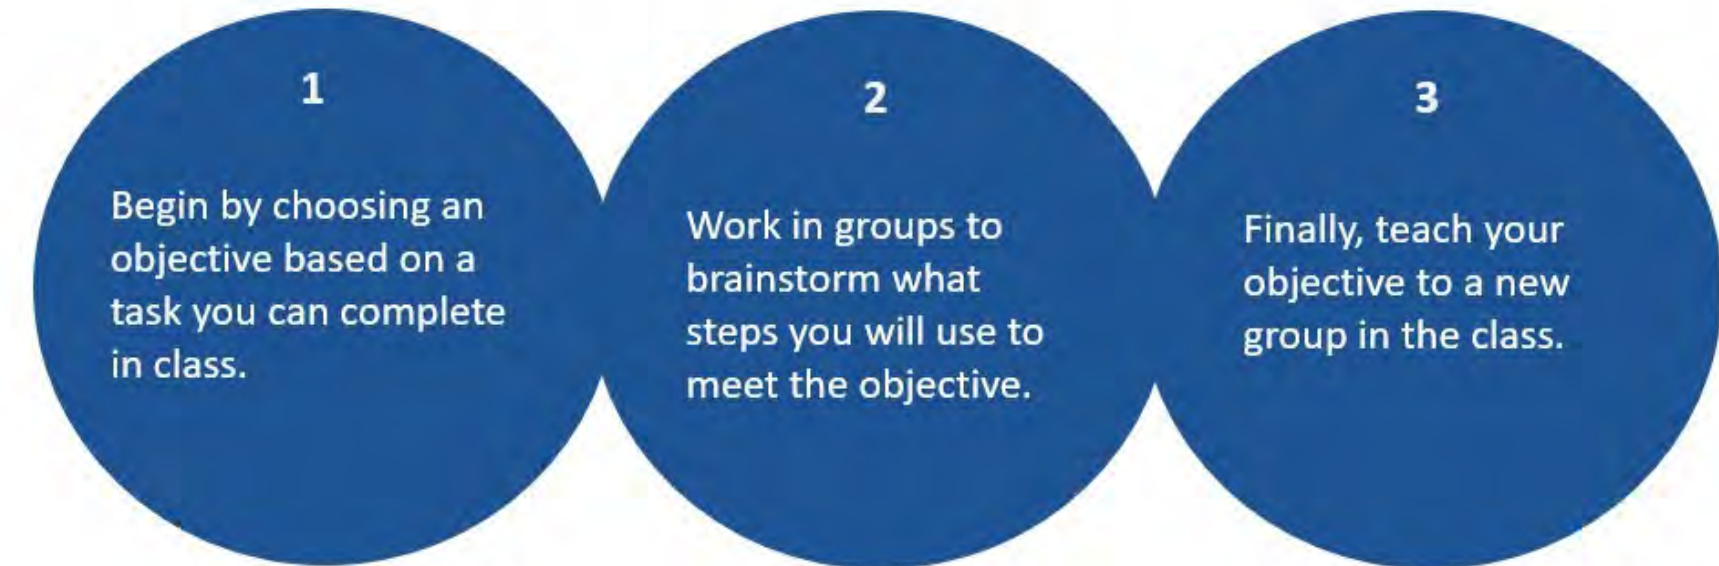 1
Begin by choosing an
objective based on a
task you can complete
in class.
2
Work in groups to
brainstorm what
steps you will use to
meet the objective.
3
Finally, teach your
objective to a new
group in the class.